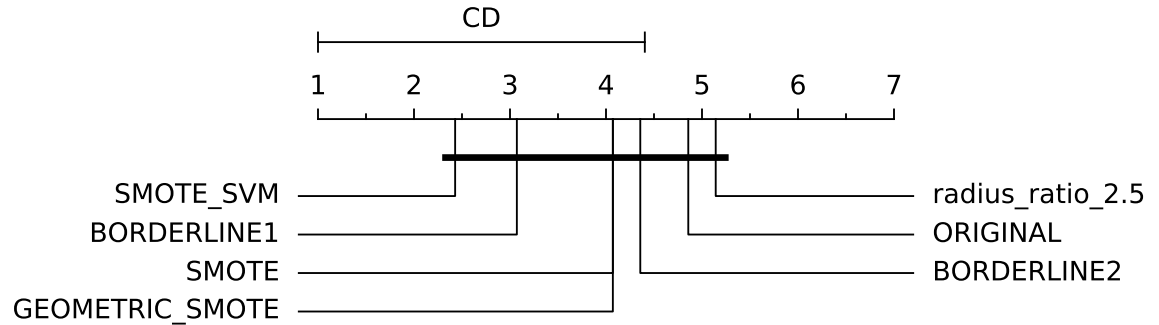 CD
1 2 3 4 5 6 7
SMOTE_SVM
BORDERLINE1
SMOTE
GEOMETRIC_SMOTE
radius_ratio_2.5
ORIGINAL
BORDERLINE2